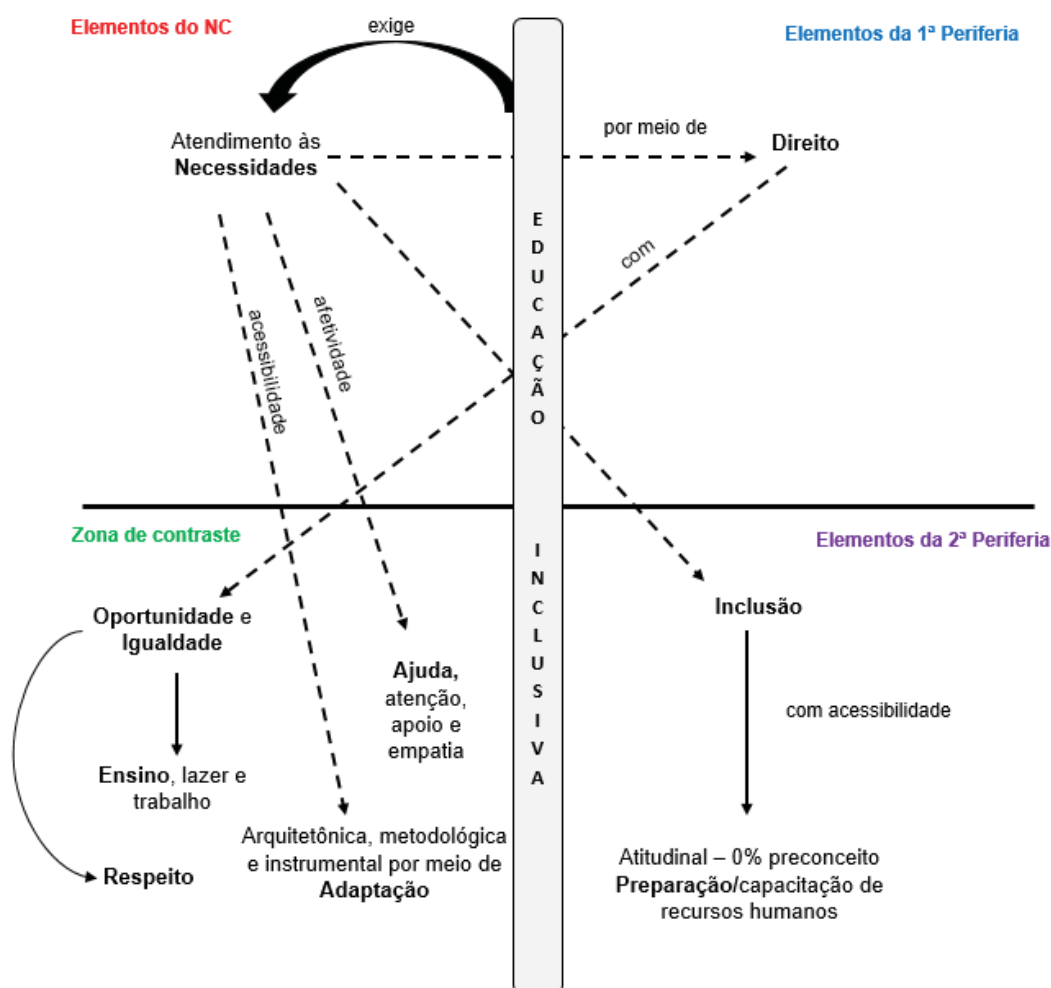 Elementos do NC
exige
Elementos da 1ª Periferia
Atendimento às
Necessidades
por meio de
Direito
com
acessibilidade
afetividade
EDUCAÇÃO
INCLUSIVA
Zona de contraste
Elementos da 2ª Periferia
Oportunidade e
Igualdade
Ajuda,
atenção,
apoio e
empatia
Inclusão
com acessibilidade
Ensino, lazer e
trabalho
Respeito
Arquitetônica, metodológica
e instrumental por meio de
Adaptação
Atitudinal – 0% preconceito
Preparação/capacitação de
recursos humanos